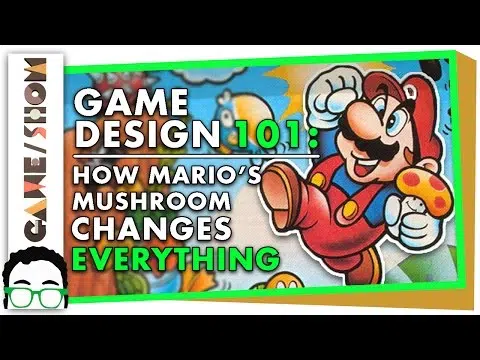 GAME/SHOW
GAME
DESIGN 101:
HOW MARIO'S
MUSHROOM
CHANGES
EVERYTHING